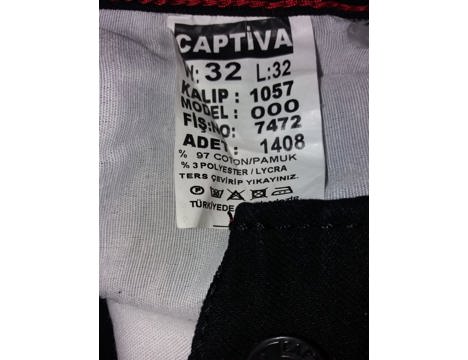 CAPTIVA
W: 32 L:32
KALIP : 1057
MODEL : 000
FİŞ:NO: 7472
ADET : 1408
% 97 COTON/PAMUK
% 3 POLYESTER / LYCRA
TERS ÇEVİRİP YIKAYINIZ.
TÜRKİYEDE